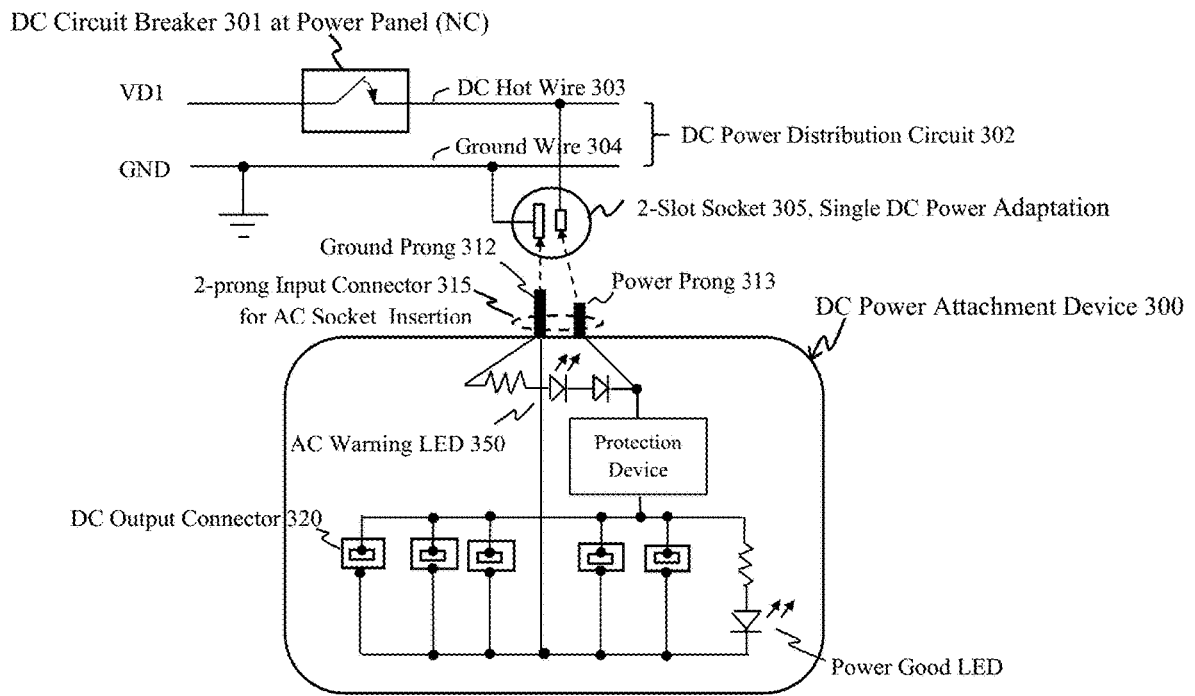 DC Circuit Breaker 301 at Power Panel (NC)
VD1
DC Hot Wire 303
DC Power Distribution Circuit 302
Ground Wire 304
GND
2-Slot Socket 305, Single DC Power Adaptation
Ground Prong 312
2-prong Input Connector 315
for AC Socket Insertion
Power Prong 313
DC Power Attachment Device 300
AC Warning LED 350
Protection
Device
DC Output Connector 320
Power Good LED